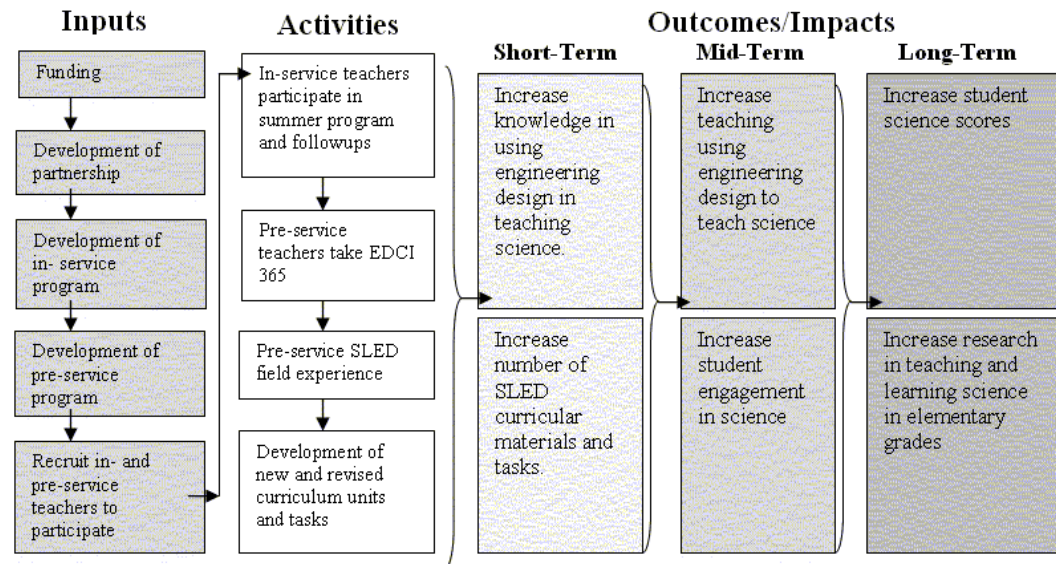 Inputs
Funding
Development of
partnership
Development of
in- service
program
Development of
pre-service
program
Recruit in- and
pre-service
teachers to
participate
Activities
In-service teachers
participate in
summer program
and followups
Pre-service
teachers take EDCI
365
Pre-service SLED
field experience
Development of
new and revised
curriculum units
and tasks
Outcomes/Impacts
Short-Term
Increase
knowledge in
using
engineering
design in
teaching
science.
Increase
number of
SLED
curricular
materials and
tasks.
Mid-Term
Increase
teaching
using
engineering
design to
teach science
Increase
student
engagement
in science
Long-Term
Increase student
science scores
Increase research
in teaching and
learning science
in elementary
grades